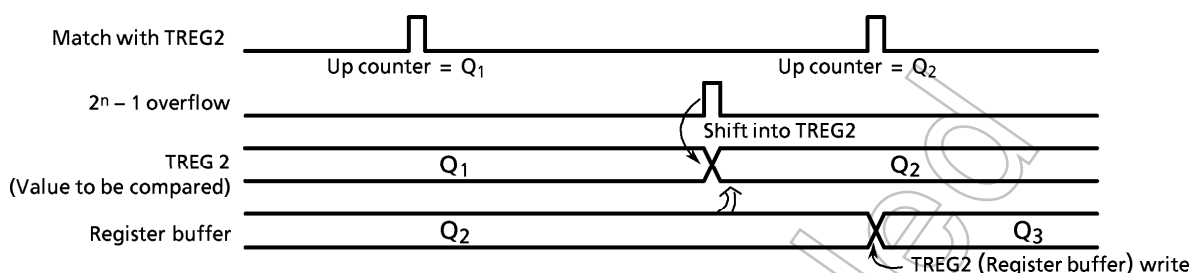 Match with TREG2
Up counter = Q₁
Up counter = Q₂
2ⁿ – 1 overflow
Shift into TREG2
TREG 2
(Value to be compared)
Q₁
Q₂
Register buffer
Q₂
Q₃
TREG2 (Register buffer) write